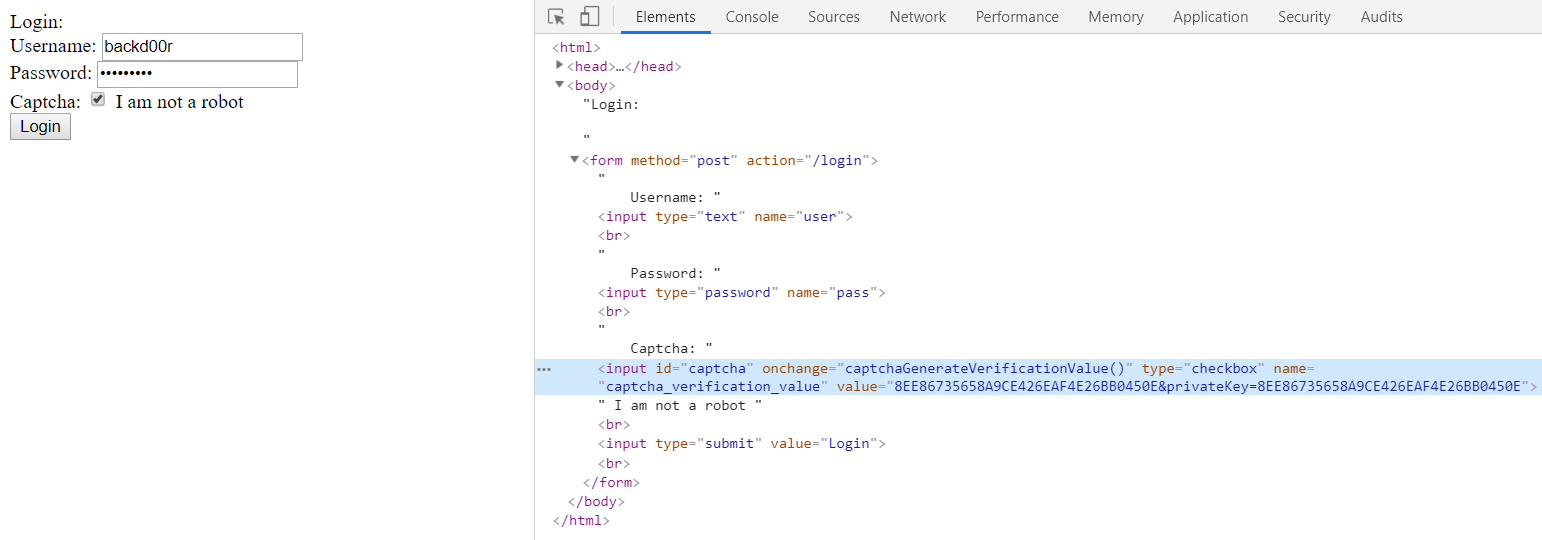 Login:
Username: backd00r
Password: •••••••••
Captcha: I am not a robot
Login
Elements Console Sources Network Performance Memory Application Security Audits
<html>
<head>…</head>
<body>
"Login:
"
<form method="post" action="/login">
"
Username: "
<input type="text" name="user">
<br>
"
Password: "
<input type="password" name="pass">
<br>
"
Captcha: "
<input id="captcha" onchange="captchaGenerateVerificationValue()" type="checkbox" name=
"captcha_verification_value" value="8EE86735658A9CE426EAF4E26BB0450E&privateKey=8EE86735658A9CE426EAF4E26BB0450E">
" I am not a robot "
<br>
<input type="submit" value="Login">
<br>
</form>
</body>
</html>